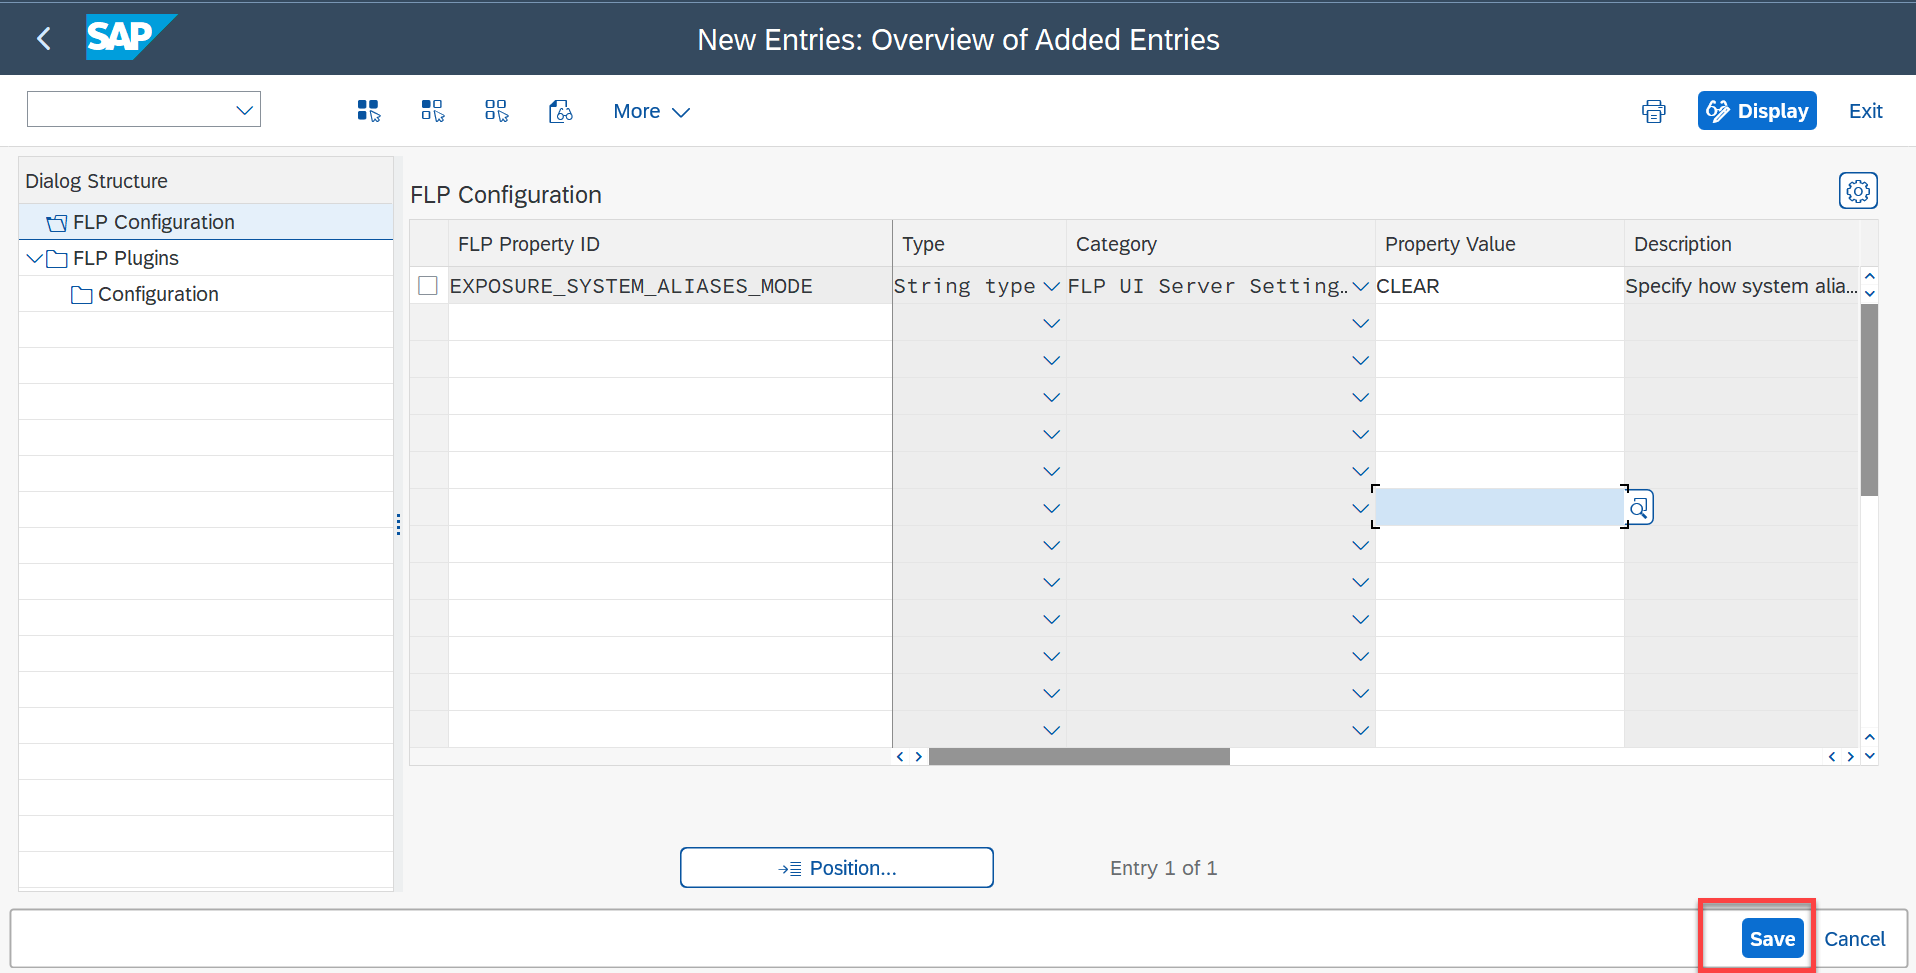 SAP
New Entries: Overview of Added Entries
More
Display
Exit
Dialog Structure
FLP Configuration
FLP Plugins
Configuration
FLP Configuration
FLP Property ID Type Category Property Value Description
EXPOSURE_SYSTEM_ALIASES_MODE String type FLP UI Server Setting.. CLEAR Specify how system alia...
Position...
Entry 1 of 1
Save
Cancel